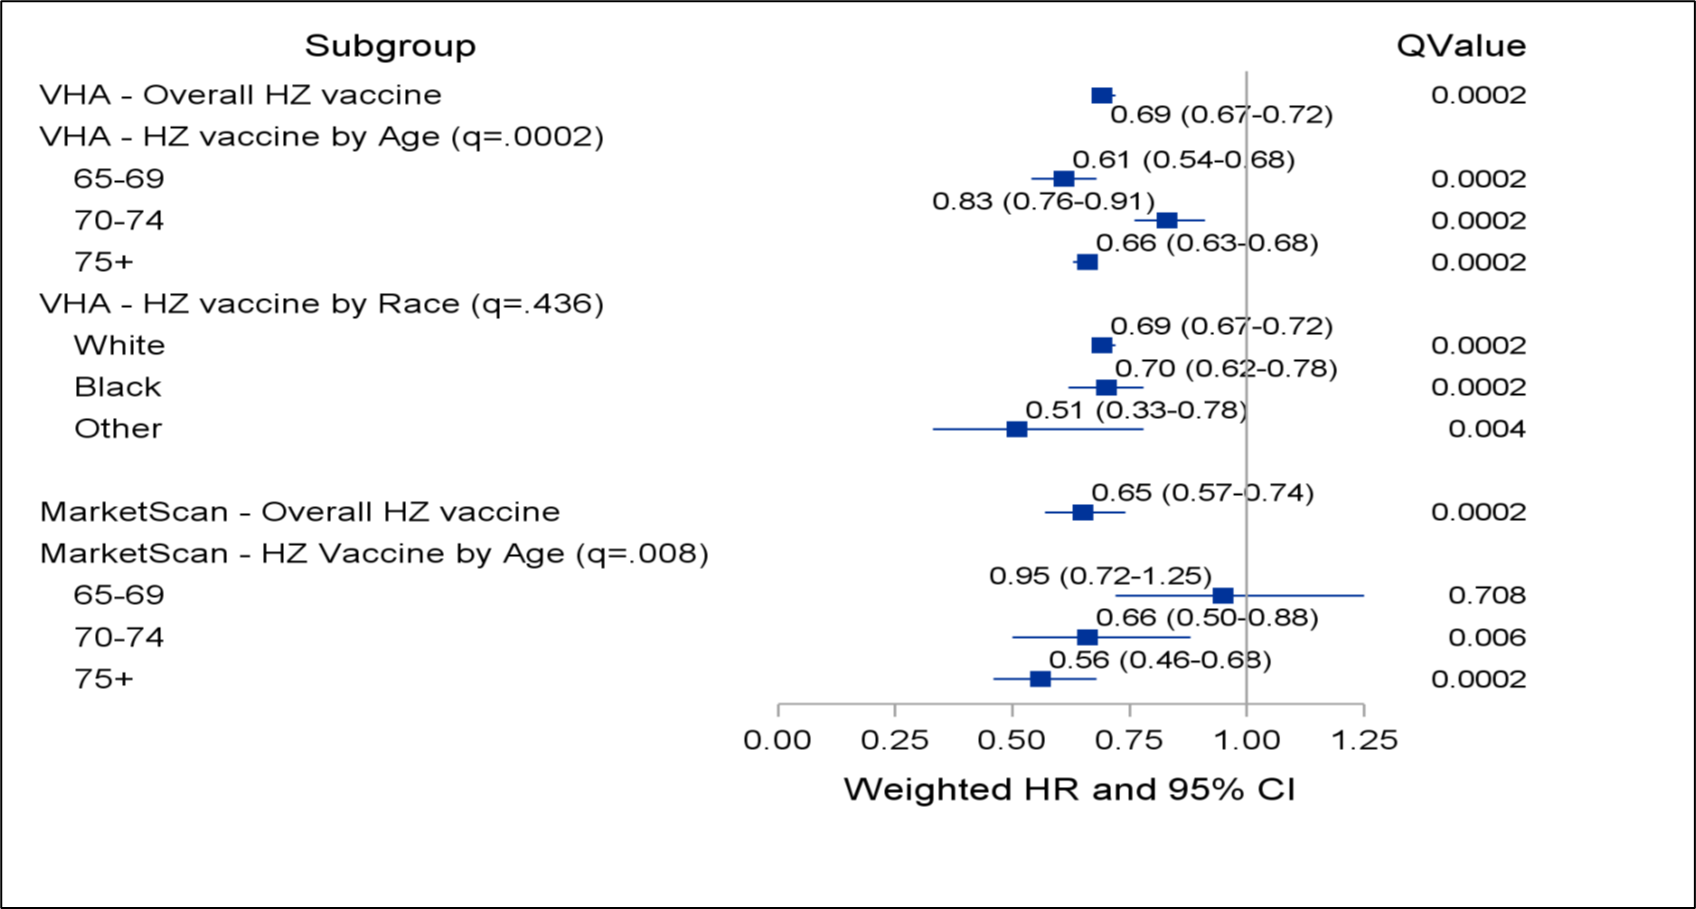 Subgroup QValue
VHA - Overall HZ vaccine 0.0002
0.69 (0.67-0.72)
VHA - HZ vaccine by Age (q=.0002)
0.61 (0.54-0.68)
65-69 0.0002
0.83 (0.76-0.91)
70-74 0.0002
0.66 (0.63-0.68)
75+ 0.0002
VHA - HZ vaccine by Race (q=.436)
0.69 (0.67-0.72)
White 0.0002
0.70 (0.62-0.78)
Black 0.0002
0.51 (0.33-0.78)
Other 0.004
0.65 (0.57-0.74)
MarketScan - Overall HZ vaccine 0.0002
MarketScan - HZ Vaccine by Age (q=.008)
0.95 (0.72-1.25)
65-69 0.708
0.66 (0.50-0.88)
70-74 0.006
0.56 (0.46-0.68)
75+ 0.0002
0.00 0.25 0.50 0.75 1.00 1.25
Weighted HR and 95% CI